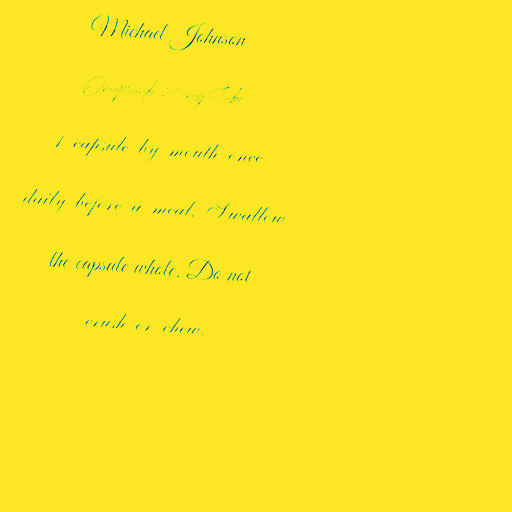 Michael Johnson
Omeprazole 20mg Take
1 capsule by mouth once
daily before a meal. Swallow
the capsule whole. Do not
crush or chew.